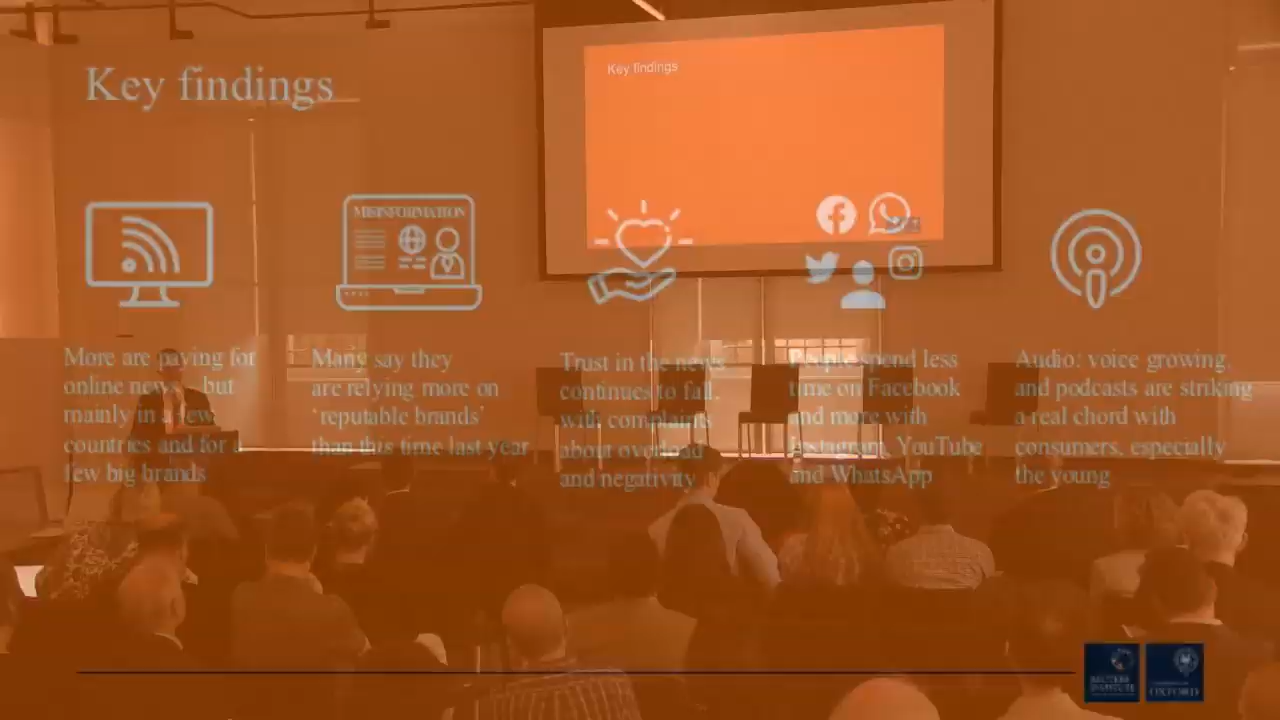 Key findings
Key findings
MISINFORMATION
More are paying for
online news but
mainly in a few
countries and for a
few big brands
Many say they
are relying more on
‘reputable brands’
than this time last year
Trust in the news
continues to fall,
with complaints
about overload
and negativity
People spend less
time on Facebook
and more with
Instagram, YouTube
and WhatsApp
Audio: voice growing,
and podcasts are striking
a real chord with
consumers, especially
the young
REUTERS
INSTITUTE
OXFORD